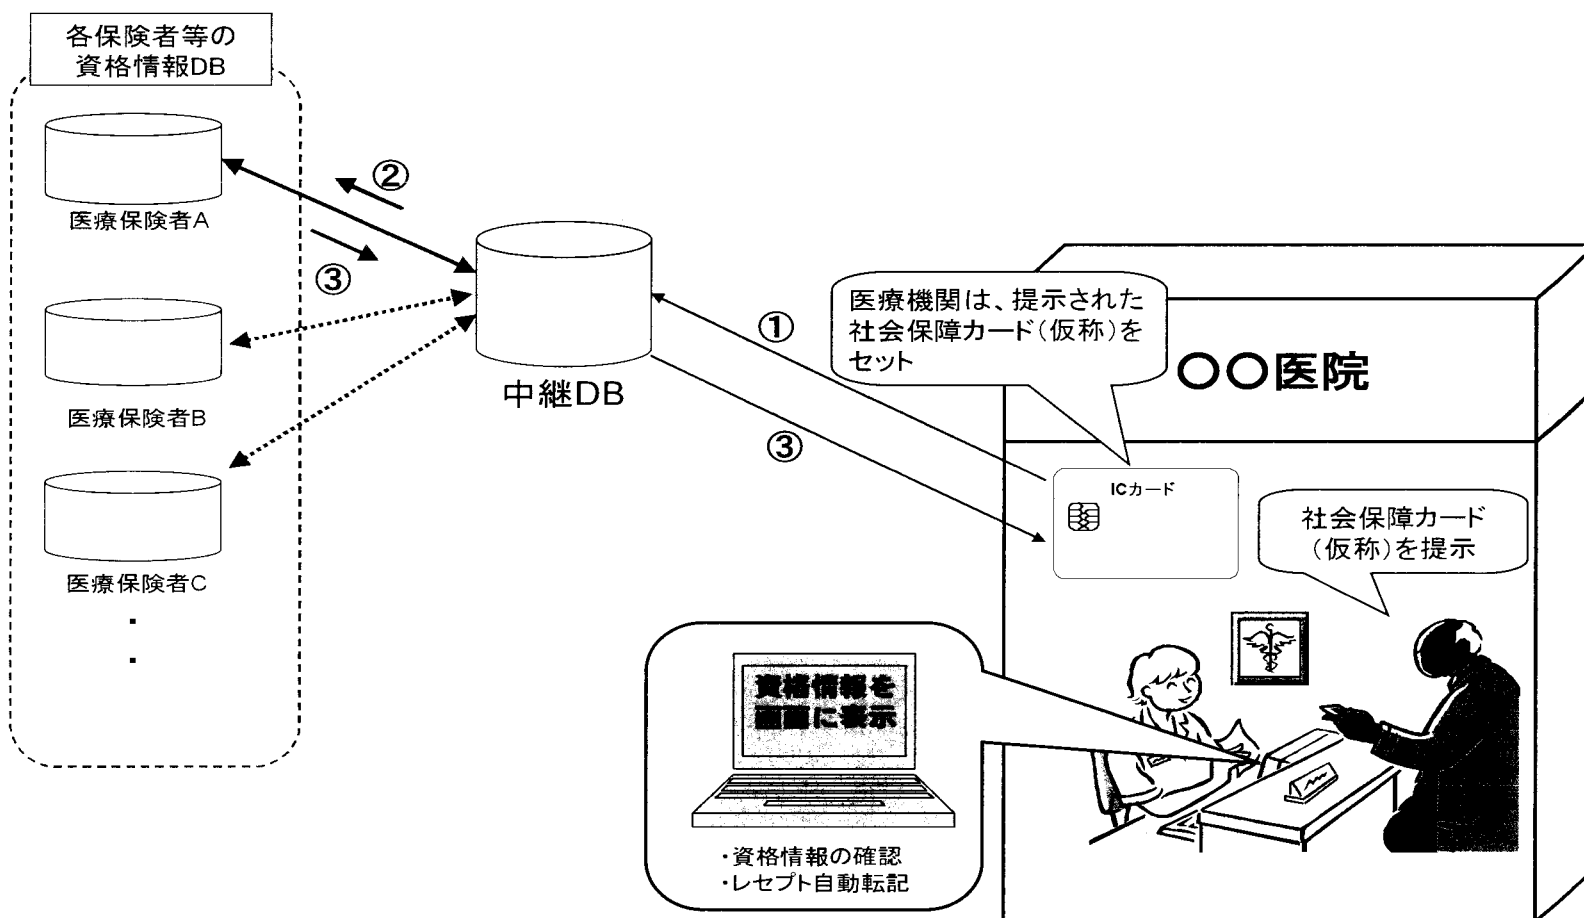 各保険者等の
資格情報DB
医療保険者A
医療保険者B
医療保険者C
・
・
②
③
中継DB
①
③
医療機関は、提示された
社会保障カード(仮称)を
セット
〇〇医院
ICカード
社会保障カード
(仮称)を提示
資格情報を
画面に表示
・資格情報の確認
・レセプト自動転記